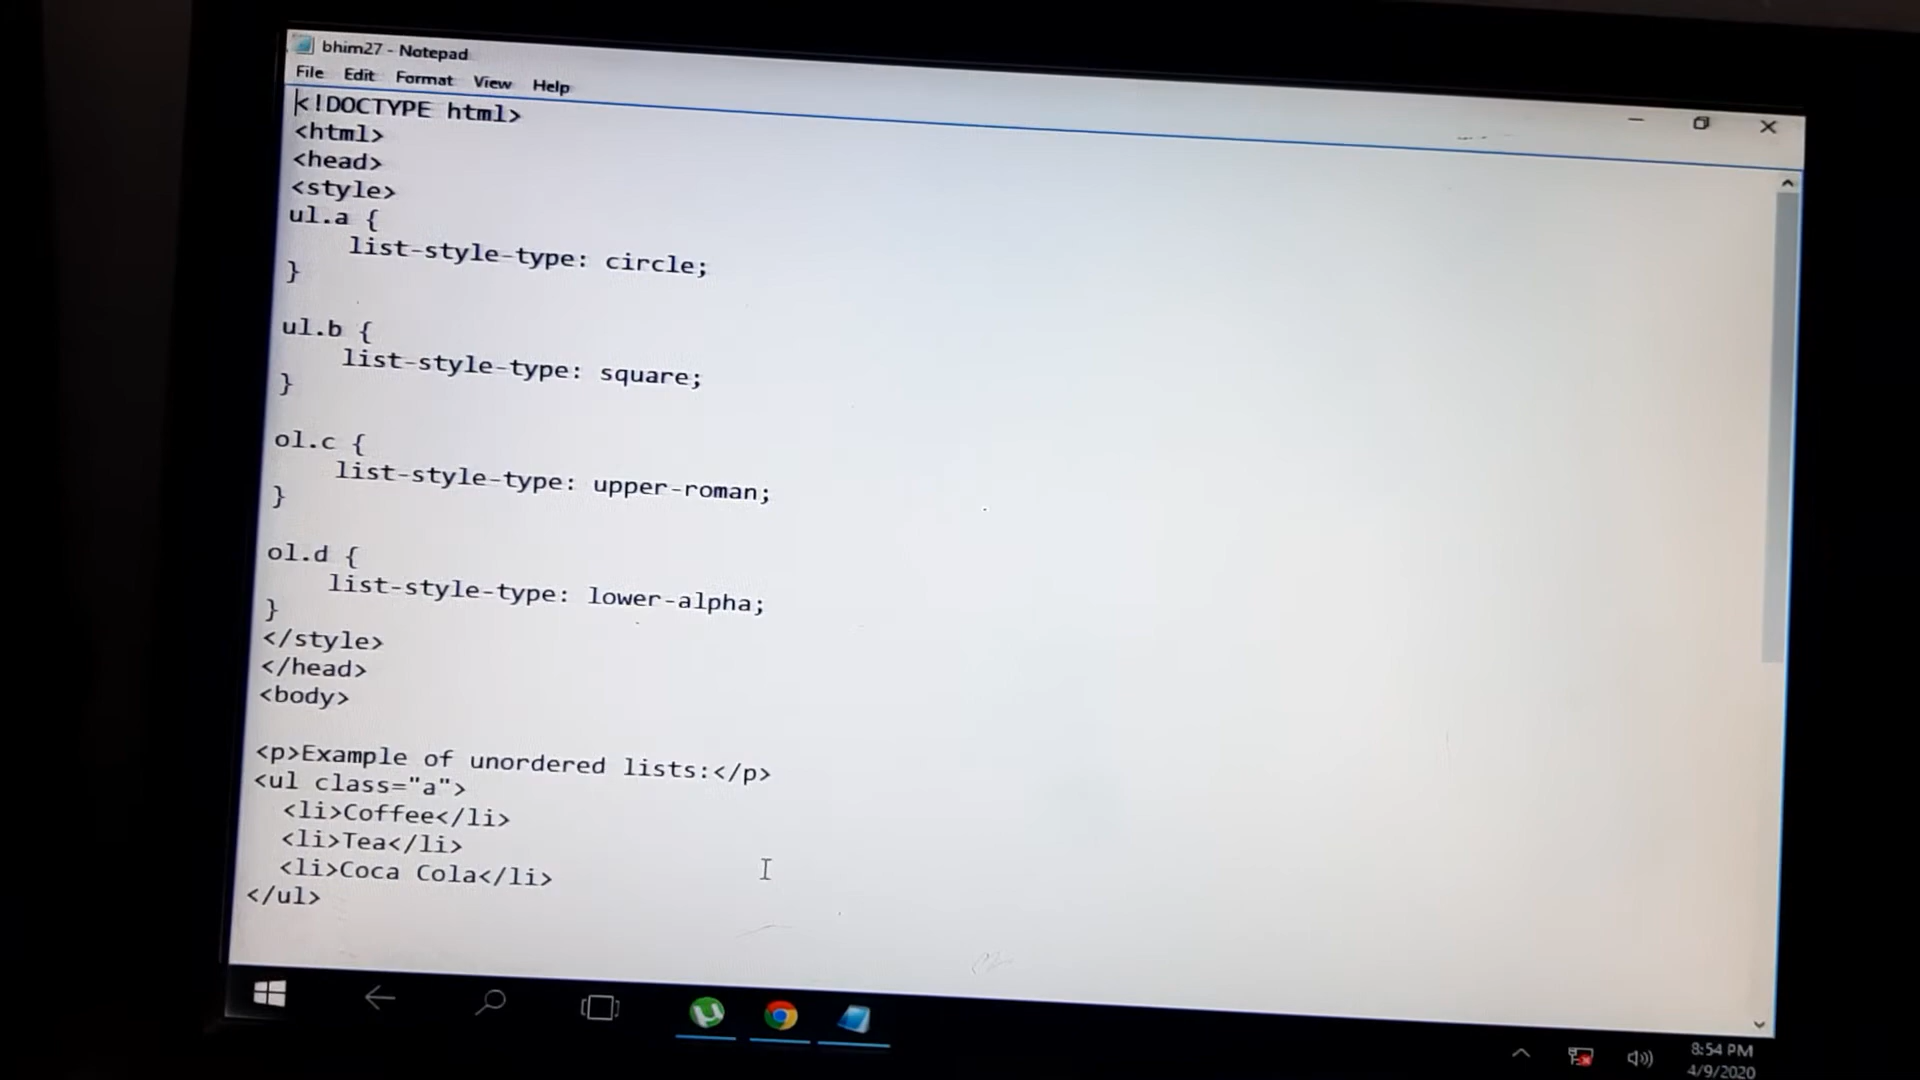 bhim27 - Notepad
File Edit Format View Help
<!DOCTYPE html>
<html>
<head>
<style>
ul.a {
    list-style-type: circle;
}

ul.b {
    list-style-type: square;
}

ol.c {
    list-style-type: upper-roman;
}

ol.d {
    list-style-type: lower-alpha;
}
</style>
</head>
<body>

<p>Example of unordered lists:</p>
<ul class="a">
  <li>Coffee</li>
  <li>Tea</li>
  <li>Coca Cola</li>
</ul>
8:54 PM
4/9/2020